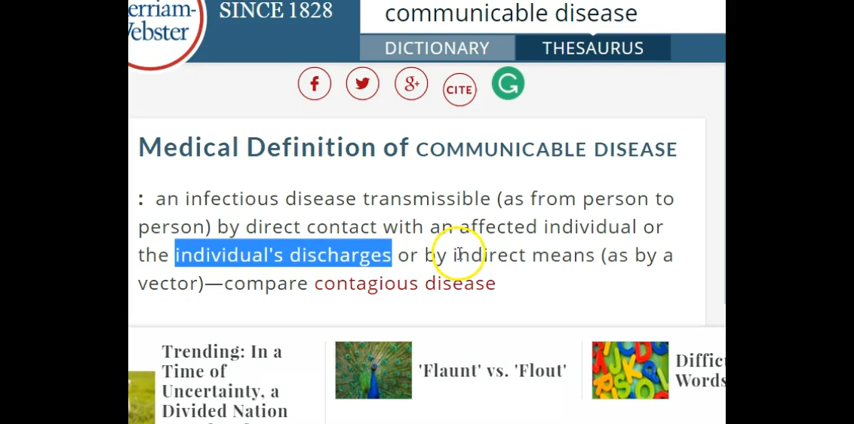 SINCE 1828
communicable disease
Webster
DICTIONARY
THESAURUS
CITE
Medical Definition of COMMUNICABLE DISEASE
: an infectious disease transmissible (as from person to
person) by direct contact with an affected individual or
the individual's discharges or by indirect means (as by a
vector)—compare contagious disease
Trending: In a
Time of
Uncertainty, a
Divided Nation
'Flaunt' vs. 'Flout'
Words